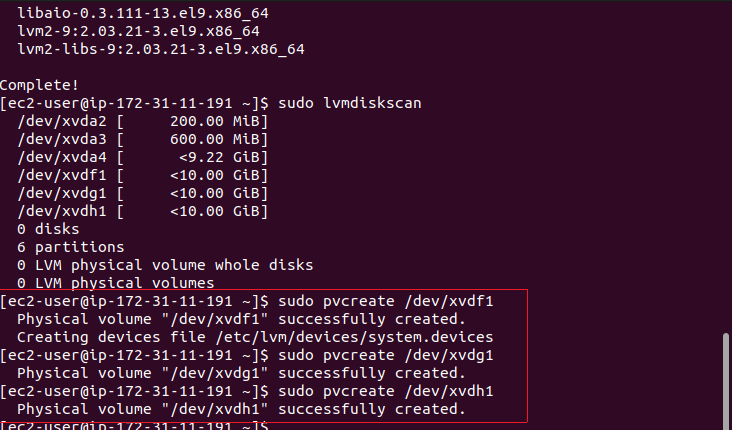 libaio-0.3.111-13.el9.x86_64
lvm2-9:2.03.21-3.el9.x86_64
lvm2-libs-9:2.03.21-3.el9.x86_64
Complete!
[ec2-user@ip-172-31-11-191 ~]$ sudo lvmdiskscan
/dev/xvda2 [     200.00 MiB]
/dev/xvda3 [     600.00 MiB]
/dev/xvda4 [      <9.22 GiB]
/dev/xvdf1 [     <10.00 GiB]
/dev/xvdg1 [     <10.00 GiB]
/dev/xvdh1 [     <10.00 GiB]
0 disks
6 partitions
0 LVM physical volume whole disks
0 LVM physical volumes
[ec2-user@ip-172-31-11-191 ~]$ sudo pvcreate /dev/xvdf1
Physical volume "/dev/xvdf1" successfully created.
Creating devices file /etc/lvm/devices/system.devices
[ec2-user@ip-172-31-11-191 ~]$ sudo pvcreate /dev/xvdg1
Physical volume "/dev/xvdg1" successfully created.
[ec2-user@ip-172-31-11-191 ~]$ sudo pvcreate /dev/xvdh1
Physical volume "/dev/xvdh1" successfully created.
[ec2-user@ip-172-31-11-191 ~]$